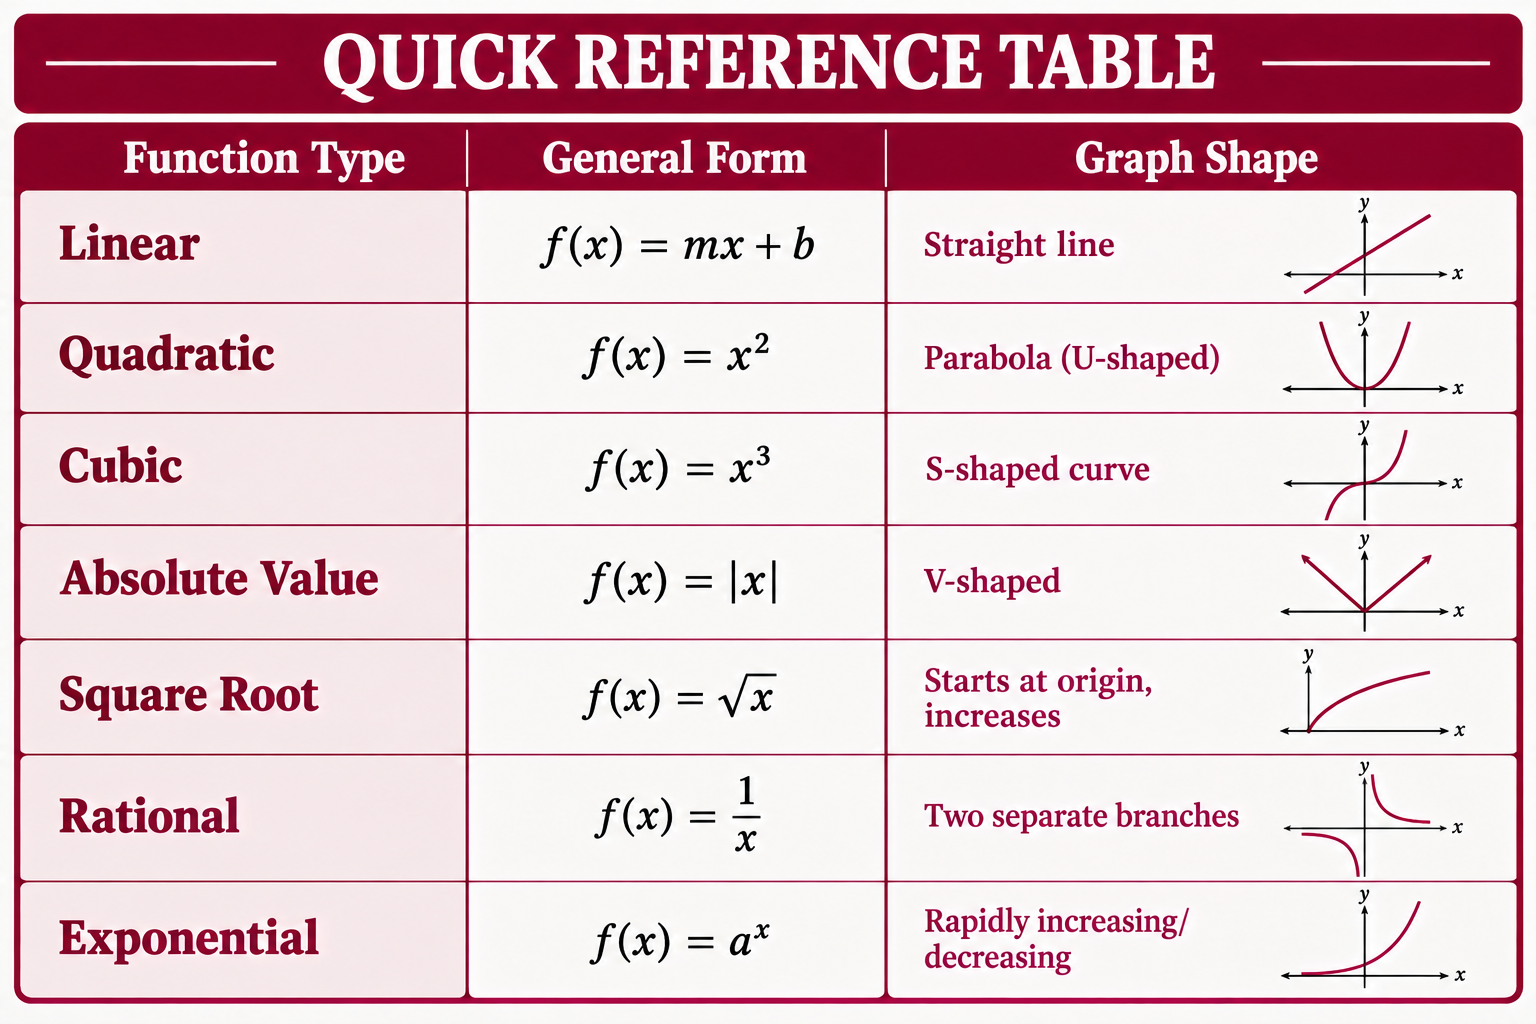 QUICK REFERENCE TABLE
Function Type
General Form
Graph Shape
Linear
f(x) = mx + b
Straight line
y
x
Quadratic
f(x) = x²
Parabola (U-shaped)
y
x
Cubic
f(x) = x³
S-shaped curve
y
x
Absolute Value
f(x) = |x|
V-shaped
y
x
Square Root
f(x) = √x
Starts at origin,
increases
y
x
Rational
f(x) = 1/x
Two separate branches
y
x
Exponential
f(x) = aˣ
Rapidly increasing/
decreasing
y
x